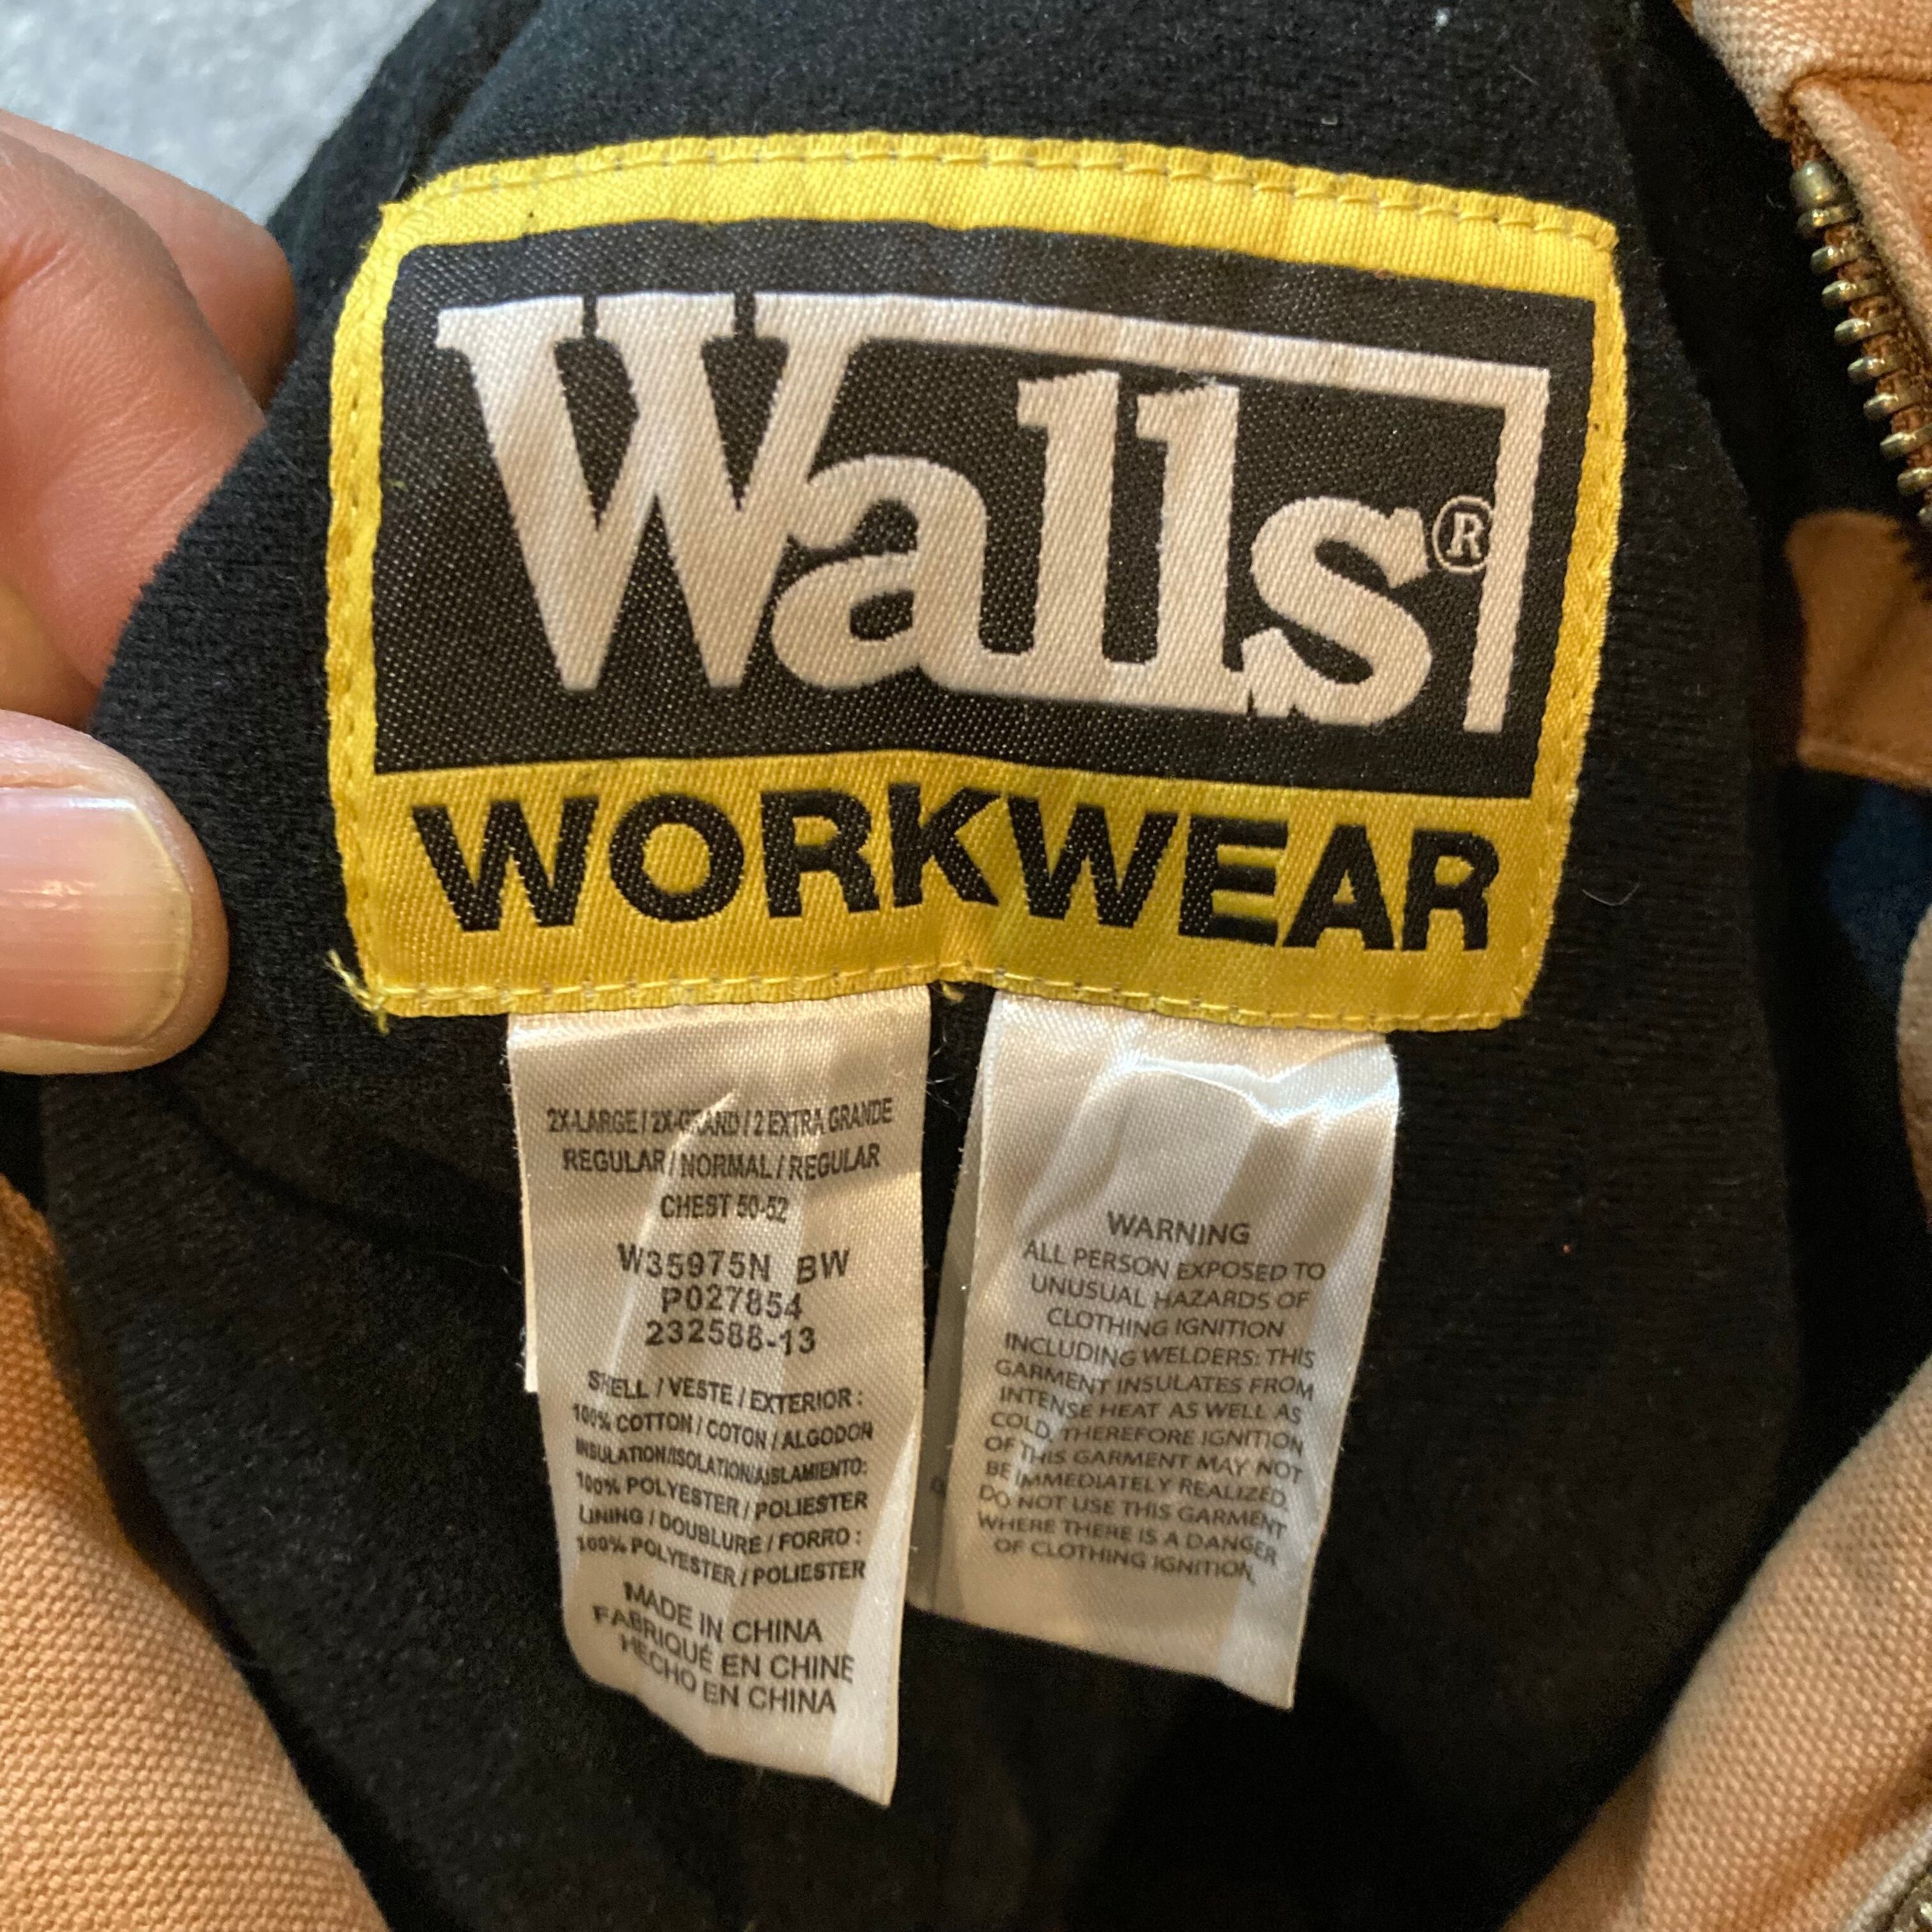 Walls®
WORKWEAR
2X-LARGE / 2X-GRAND / 2 EXTRA GRANDE
REGULAR / NORMAL / REGULAR
CHEST 50-52
W35975N BW
P027854
232588-13
SHELL / VESTE / EXTERIOR :
100% COTTON / COTON / ALGODON
INSULATION/ISOLATION/AISLAMIENTO:
100% POLYESTER / POLIESTER
LINING / DOUBLURE / FORRO :
100% POLYESTER / POLIESTER
MADE IN CHINA
FABRIQUÉ EN CHINE
HECHO EN CHINA
WARNING
ALL PERSON EXPOSED TO
UNUSUAL HAZARDS OF
CLOTHING IGNITION
INCLUDING WELDERS: THIS
GARMENT INSULATES FROM
INTENSE HEAT AS WELL AS
COLD, THEREFORE IGNITION
OF THIS GARMENT MAY NOT
BE IMMEDIATELY REALIZED.
DO NOT USE THIS GARMENT
WHERE THERE IS A DANGER
OF CLOTHING IGNITION.